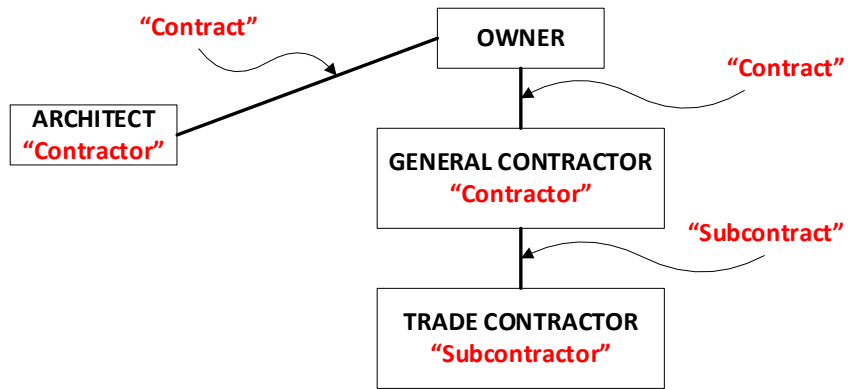 “Contract”
OWNER
“Contract”
ARCHITECT
“Contractor”
GENERAL CONTRACTOR
“Contractor”
“Subcontract”
TRADE CONTRACTOR
“Subcontractor”